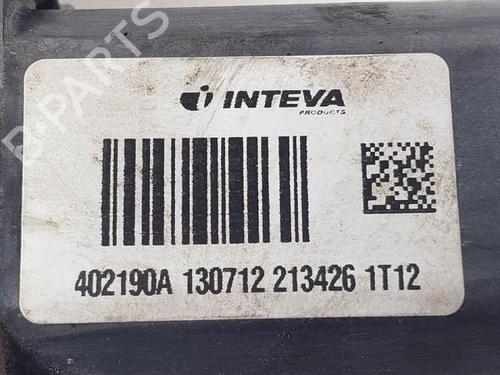 INTEVA
PRODUCTS
402190A 130712 213426 1T12
B-PARTS